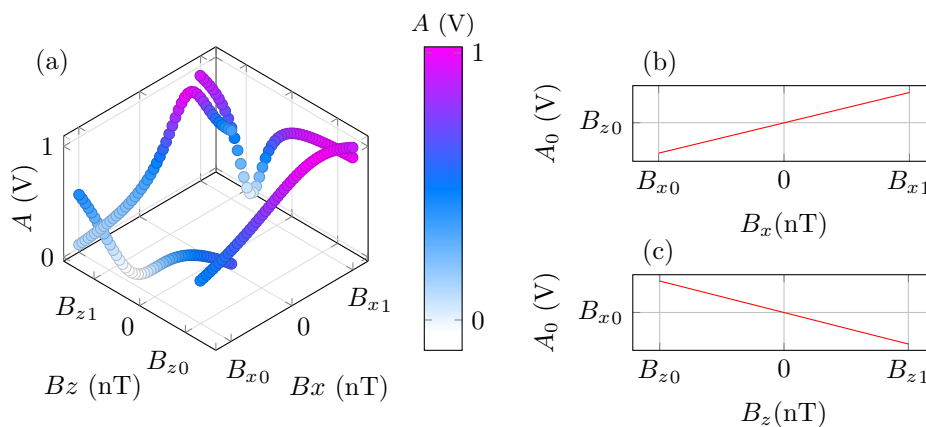 (a)
A (V)
1
0
A (V)
B_{z1}
0
B_{z0}
Bz (nT)
B_{x0}
0
B_{x1}
Bx (nT)
A (V)
1
0
(b)
A_0 (V)
B_{z0}
B_{x0} 0 B_{x1}
B_x(nT)
(c)
A_0 (V)
B_{x0}
B_{z0} 0 B_{z1}
B_z(nT)